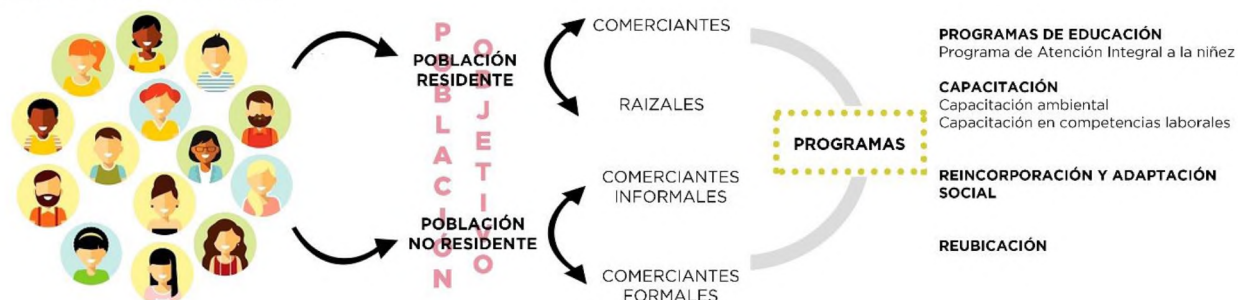 POBLACIÓN
OBJETIVO
POBLACIÓN
RESIDENTE
POBLACIÓN
NO RESIDENTE
COMERCIANTES
RAIZALES
COMERCIANTES
INFORMALES
COMERCIANTES
FORMALES
PROGRAMAS
PROGRAMAS DE EDUCACIÓN
Programa de Atención Integral a la niñez
CAPACITACIÓN
Capacitación ambiental
Capacitación en competencias laborales
REINCORPORACIÓN Y ADAPTACIÓN
SOCIAL
REUBICACIÓN